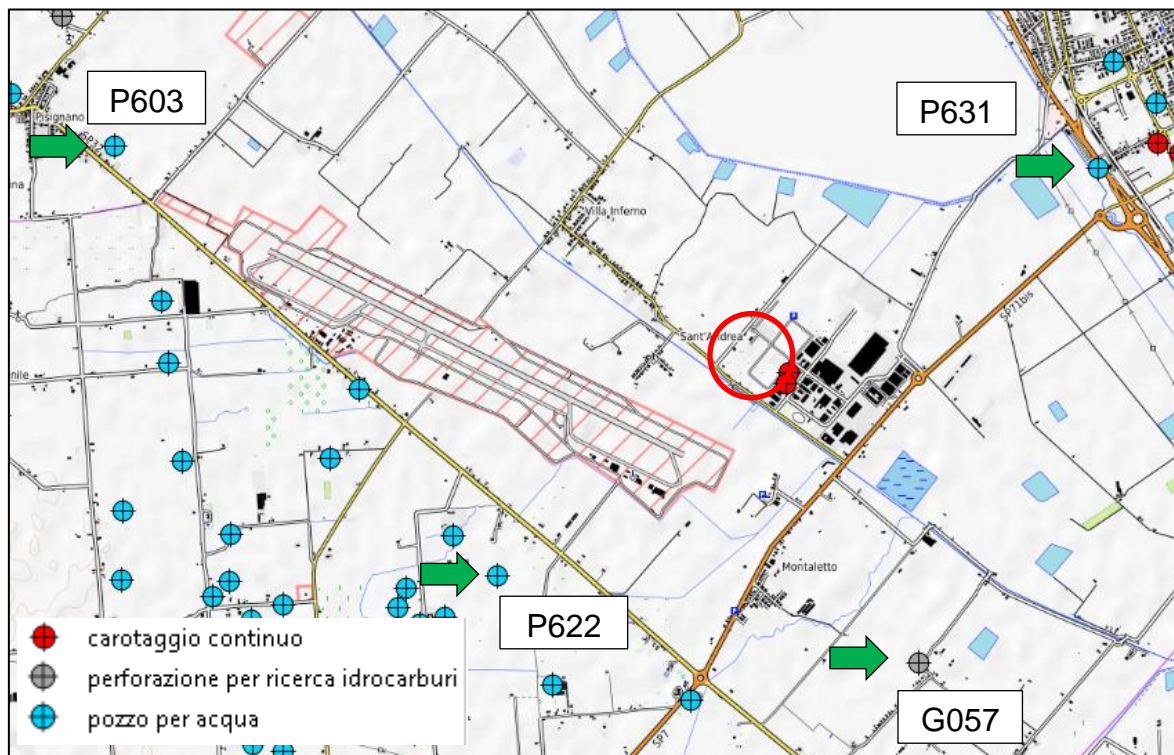 P603
P631
Pisignano
SP32
Villa Inferno
SP71bis
Sant'Andrea
P
P
Montaletto
P622
P
G057
SP7
carotaggio continuo
perforazione per ricerca idrocarburi
pozzo per acqua